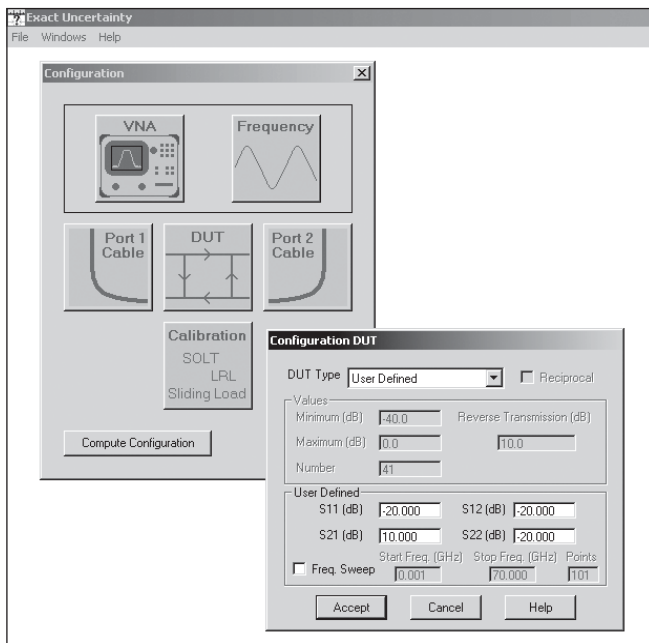 Exact Uncertainty
File Windows Help
Configuration
VNA
Frequency
Port 1 Cable
DUT
Port 2 Cable
Calibration
SOLT
LRL
Sliding Load
Compute Configuration
Configuration DUT
DUT Type User Defined Reciprocal
Values
Minimum (dB) -40.0 Reverse Transmission (dB)
Maximum (dB) 0.0 10.0
Number 41
User Defined
S11 (dB) -20.000 S12 (dB) -20.000
S21 (dB) 10.000 S22 (dB) -20.000
Start Freq. (GHz) Stop Freq. (GHz) Points
Freq. Sweep 0.001 70.000 101
Accept Cancel Help